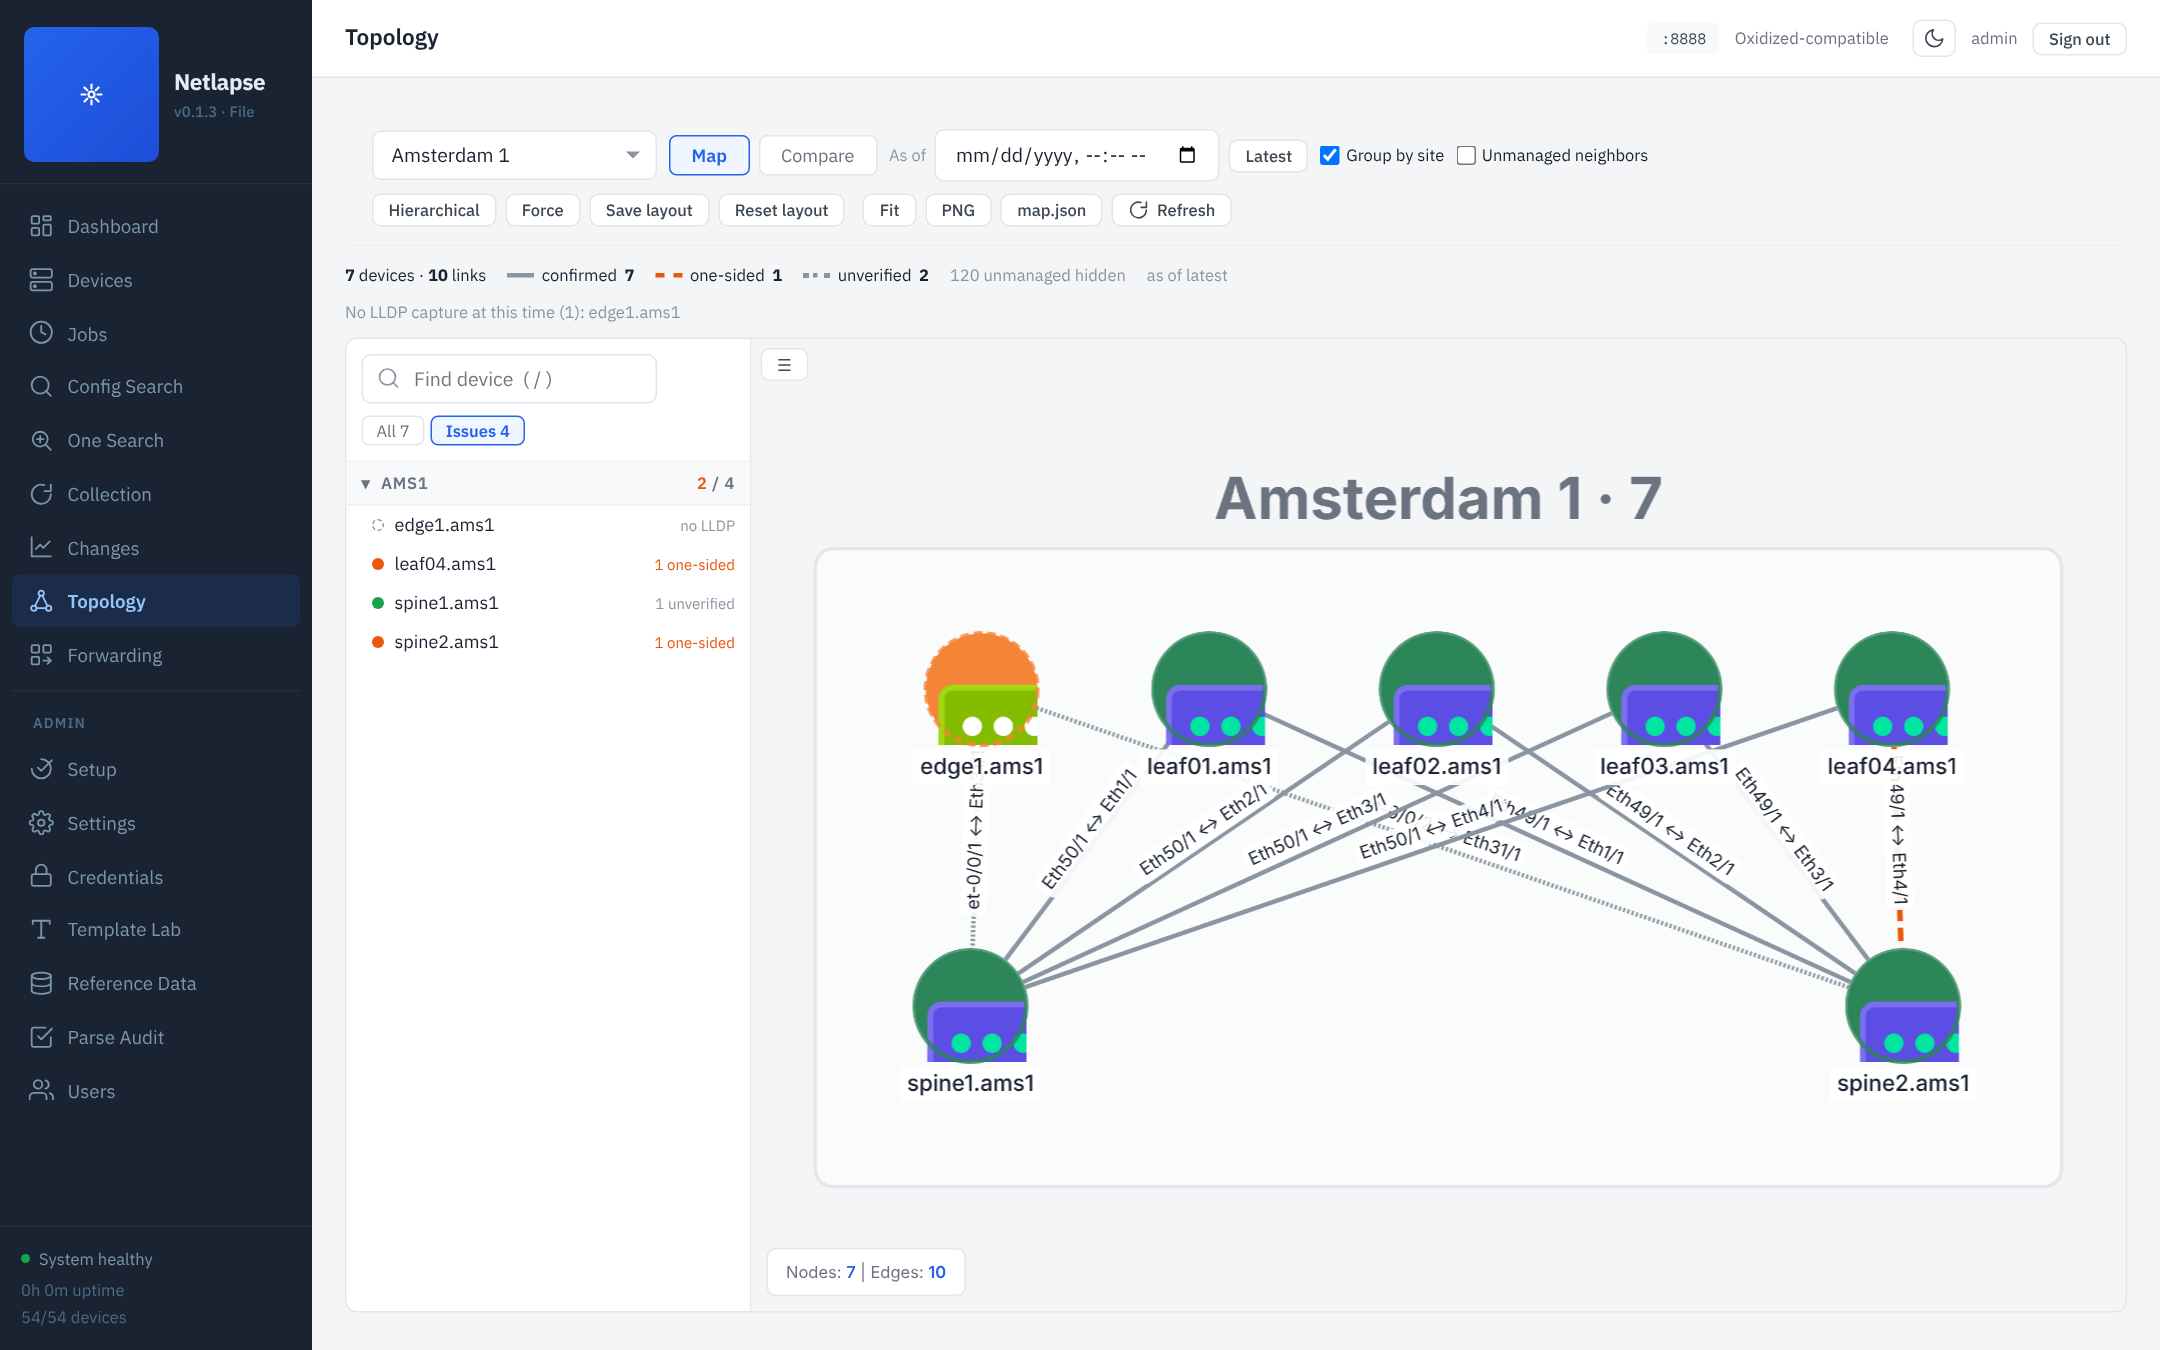 Netlapse
v0.1.3 · File
Dashboard
Devices
Jobs
Config Search
One Search
Collection
Changes
Topology
Forwarding
ADMIN
Setup
Settings
Credentials
Template Lab
Reference Data
Parse Audit
Users
System healthy
0h 0m uptime
54/54 devices
Topology
:8888 Oxidized-compatible admin Sign out
Amsterdam 1 Map Compare As of mm/dd/yyyy, --:-- -- Latest Group by site Unmanaged neighbors
Hierarchical Force Save layout Reset layout Fit PNG map.json Refresh
7 devices · 10 links confirmed 7 one-sided 1 unverified 2 120 unmanaged hidden as of latest
No LLDP capture at this time (1): edge1.ams1
Find device ( / )
All 7 Issues 4
▼ AMS1 2 / 4
edge1.ams1 no LLDP
leaf04.ams1 1 one-sided
spine1.ams1 1 unverified
spine2.ams1 1 one-sided
☰
Amsterdam 1 · 7
edge1.ams1 leaf01.ams1 leaf02.ams1 leaf03.ams1 leaf04.ams1
et-0/0/1 ↔
Eth50/1 ↔ Eth1/1
Eth50/1 ↔ Eth2/1
Eth50/1 ↔ Eth3/1
Eth50/1 ↔ Eth4/1
↔ Eth31/1
↔ Eth1/1
Eth49/1 ↔ Eth2/1
Eth49/1 ↔ Eth3/1
↔ Eth4/1
spine1.ams1 spine2.ams1
Nodes: 7 | Edges: 10